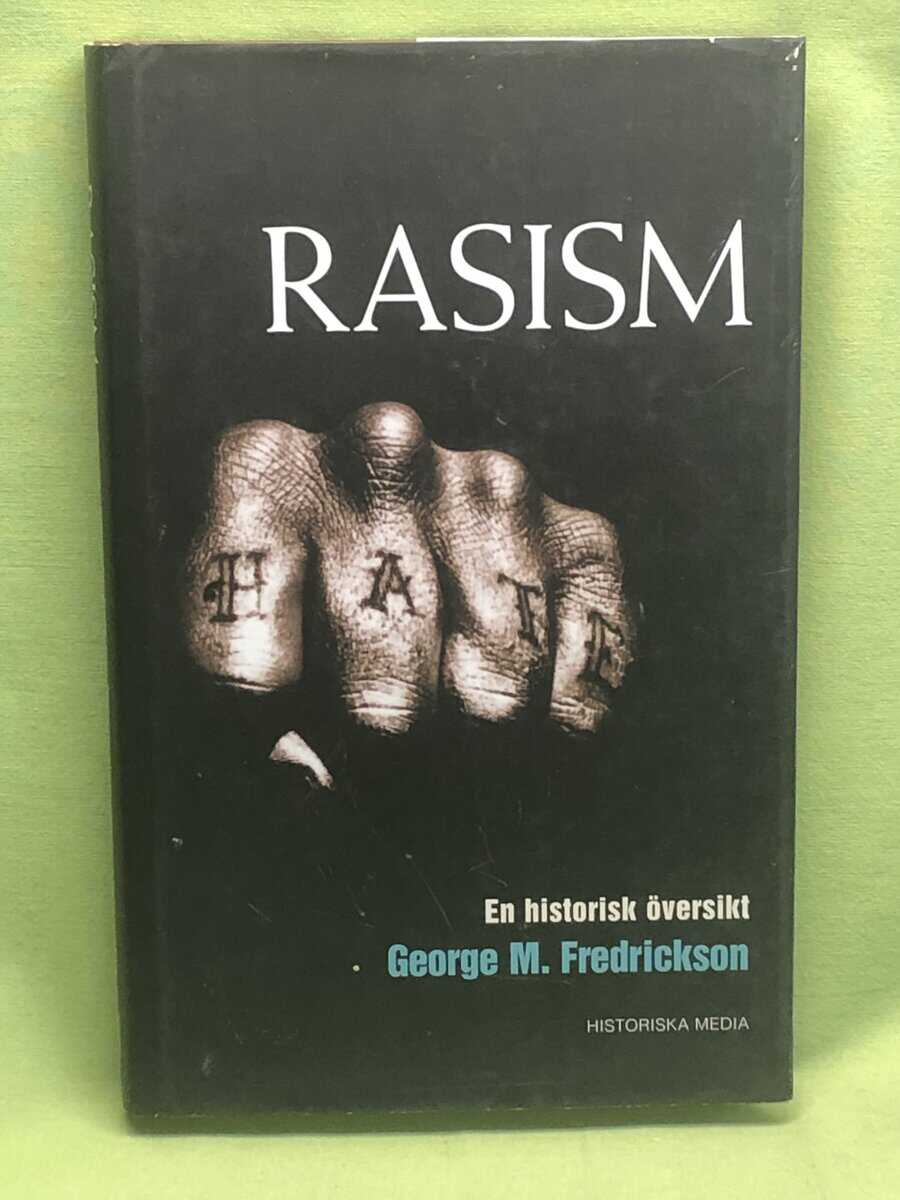 RASISM
HATE
En historisk översikt
George M. Fredrickson
HISTORISKA MEDIA